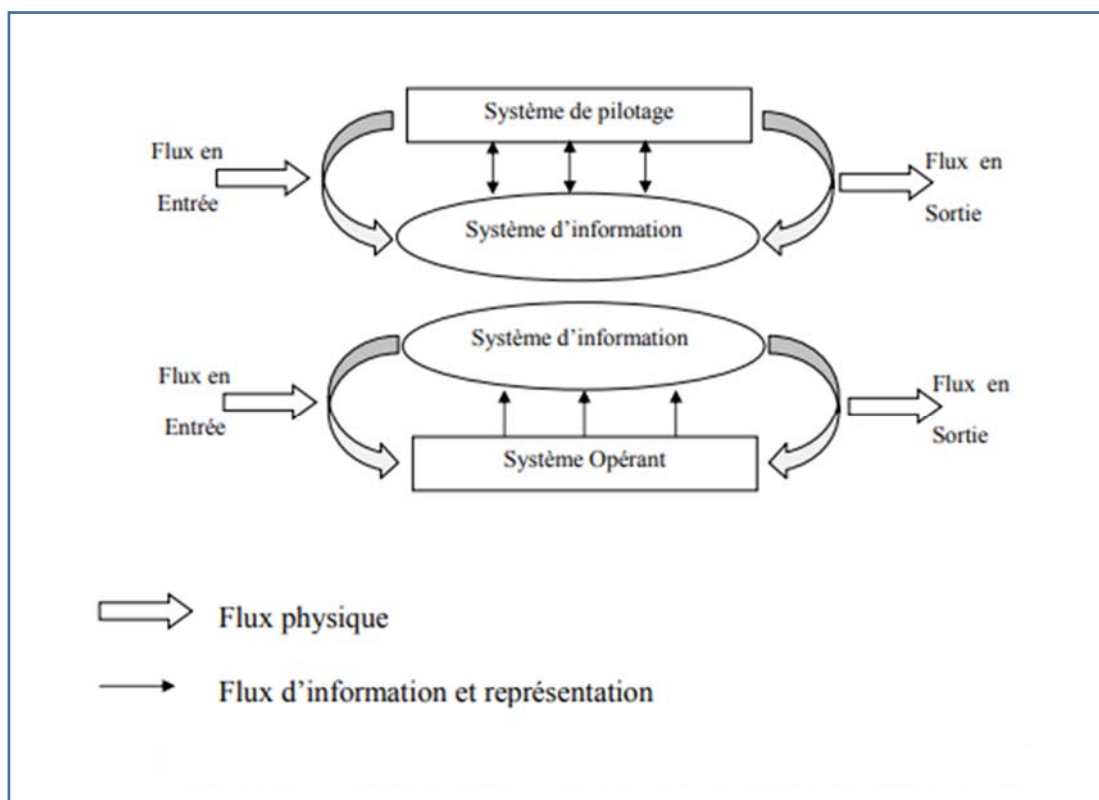 Système de pilotage
Flux en
Entrée
Flux en
Sortie
Système d'information
Système d'information
Flux en
Entrée
Flux en
Sortie
Système Opérant
Flux physique
Flux d'information et représentation